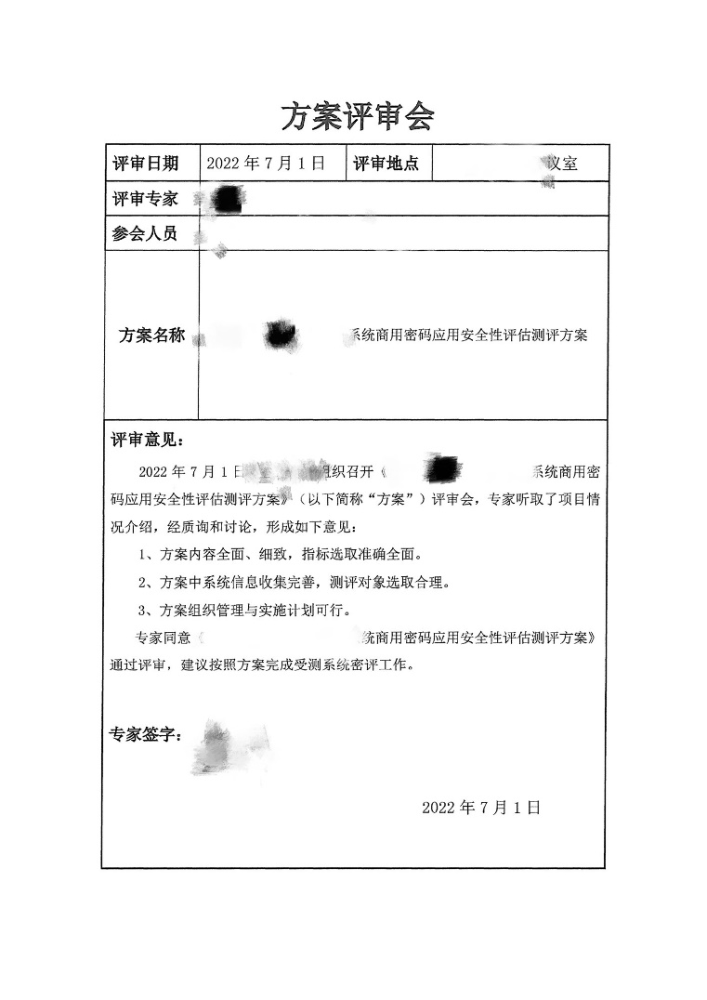 方案评审会
评审日期 2022 年 7 月 1 日 评审地点 议室
评审专家
参会人员
方案名称 系统商用密码应用安全性评估测评方案
评审意见：
2022 年 7 月 1 日 组织召开《 系统商用密
码应用安全性评估测评方案》（以下简称“方案”）评审会，专家听取了项目情
况介绍，经质询和讨论，形成如下意见：
1、方案内容全面、细致，指标选取准确全面。
2、方案中系统信息收集完善，测评对象选取合理。
3、方案组织管理与实施计划可行。
专家同意《 统商用密码应用安全性评估测评方案》
通过评审，建议按照方案完成受测系统密评工作。
专家签字：
2022 年 7 月 1 日